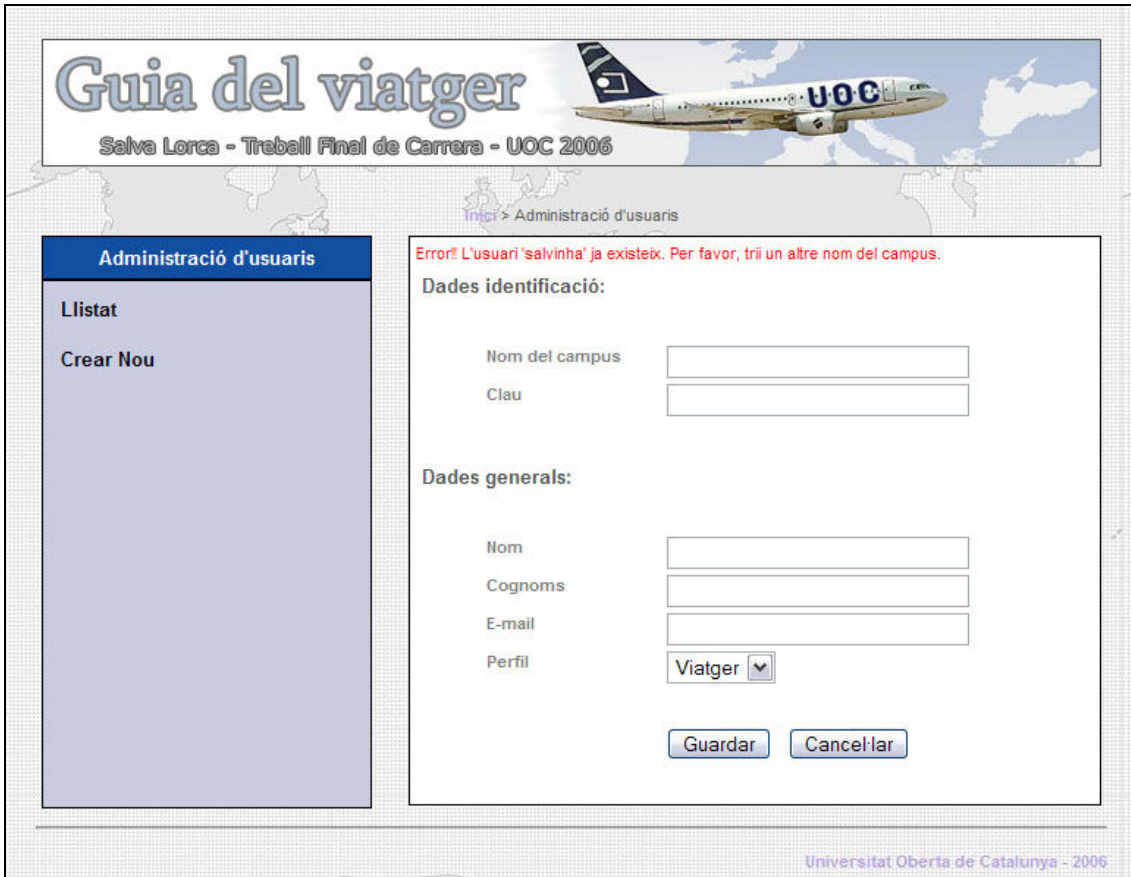 Guia del viatger
UOC
Salva Lorca - Treball Final de Carrera - UOC 2006
Inici > Administració d'usuaris
Administració d'usuaris
Llistat
Crear Nou
Error!! L'usuari 'salvinha' ja existeix. Per favor, trii un altre nom del campus.
Dades identificació:
Nom del campus
Clau
Dades generals:
Nom
Cognoms
E-mail
Perfil
Viatger
Guardar
Cancel·lar
Universitat Oberta de Catalunya - 2006